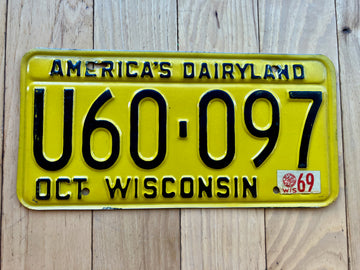 AMERICA'S DAIRYLAND
U60-097
OCT WISCONSIN
WIS 69